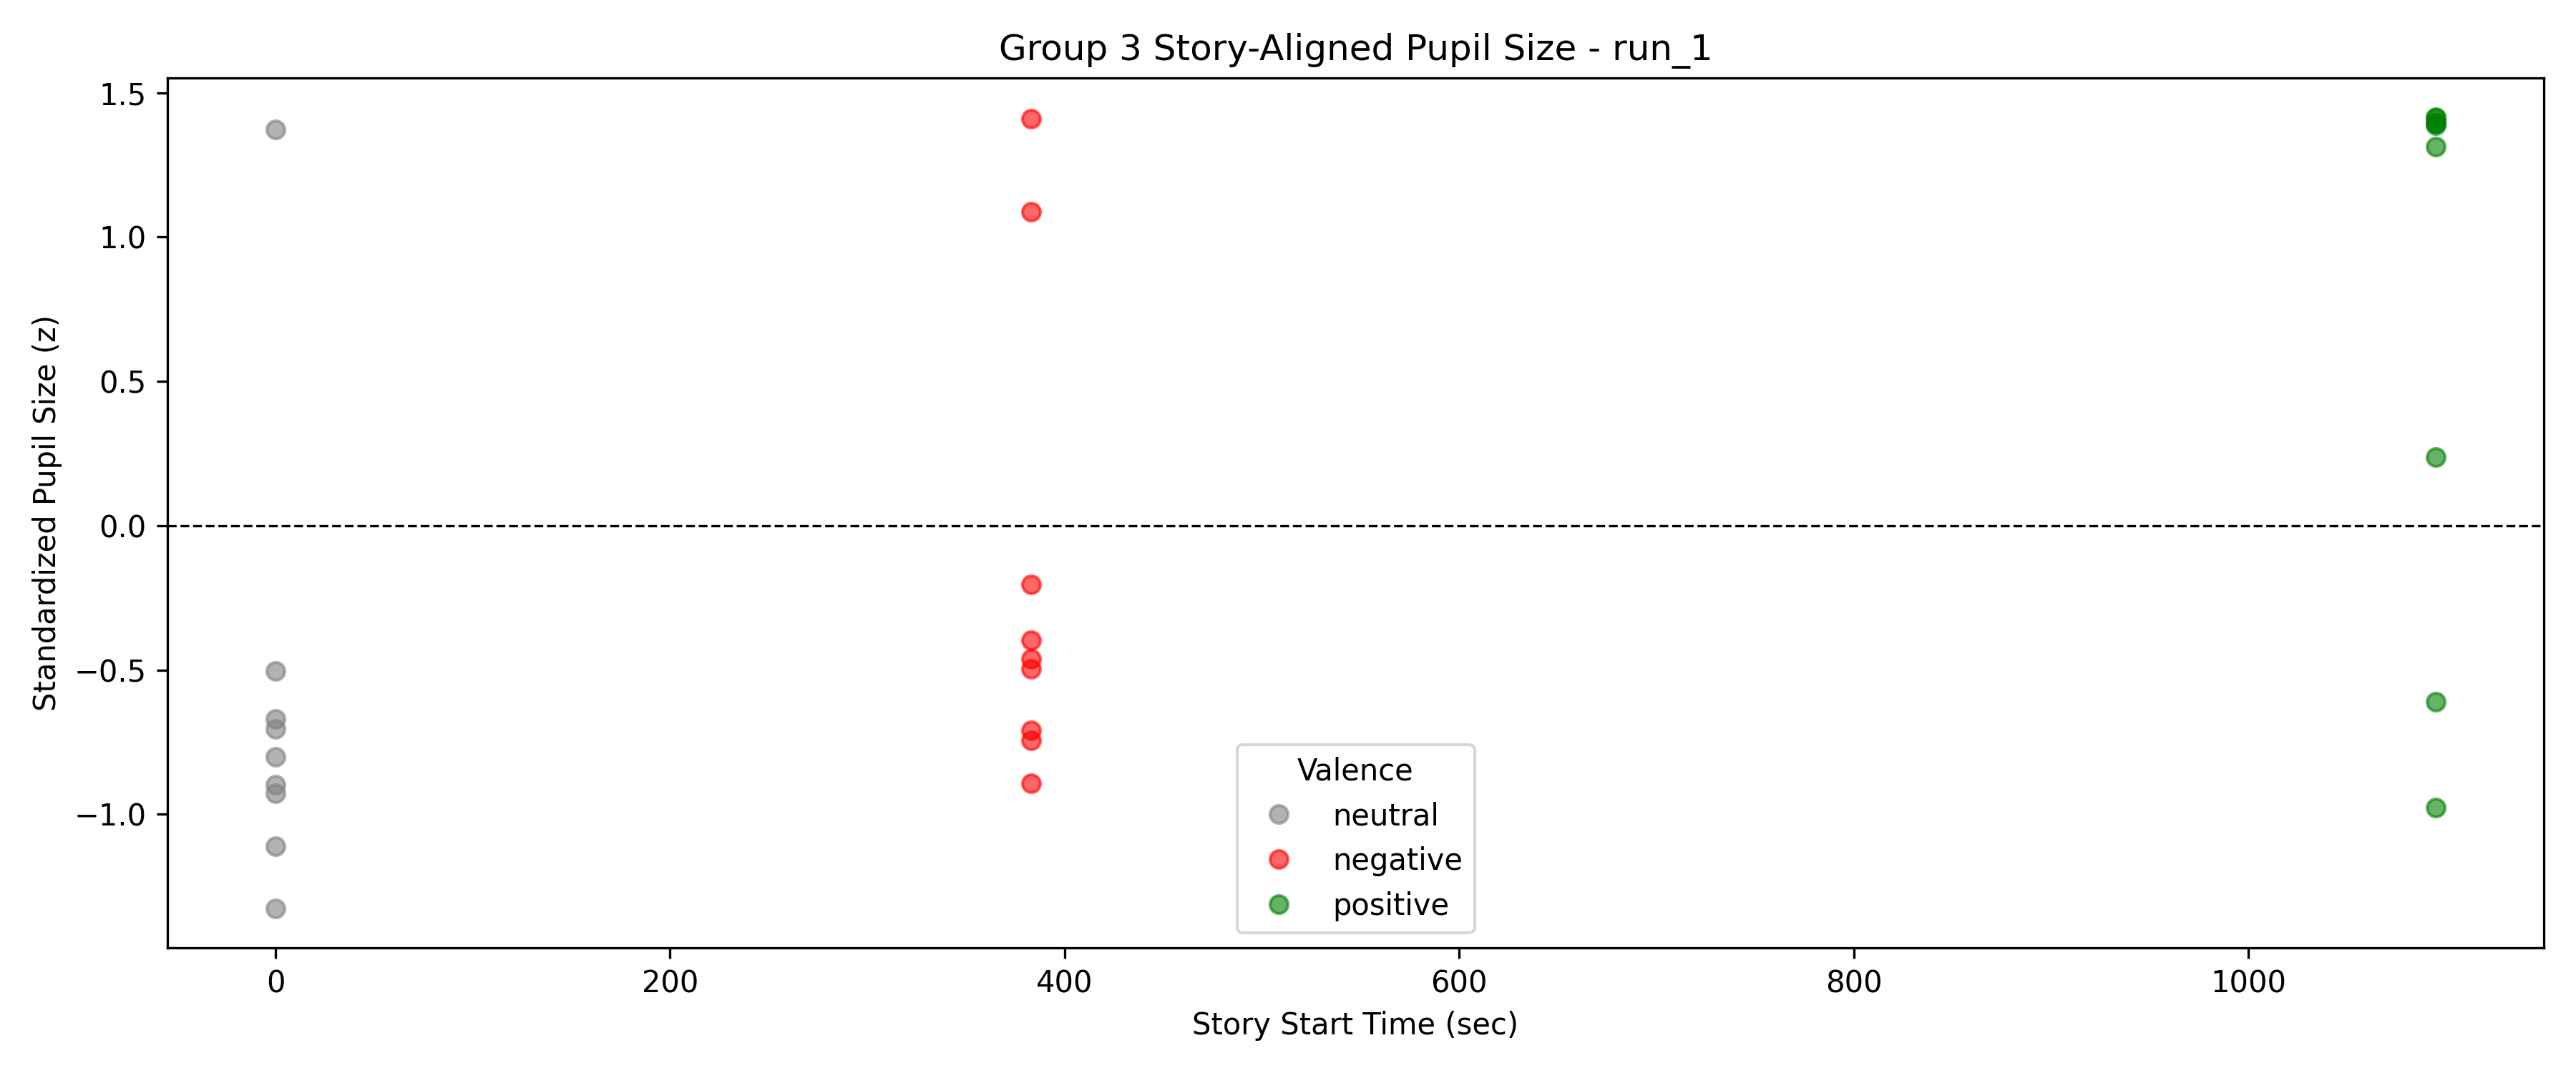 Group 3 Story-Aligned Pupil Size - run_1
Standardized Pupil Size (z)
1.5
1.0
0.5
0.0
−0.5
−1.0
Valence
neutral
negative
positive
0 200 400 600 800 1000
Story Start Time (sec)